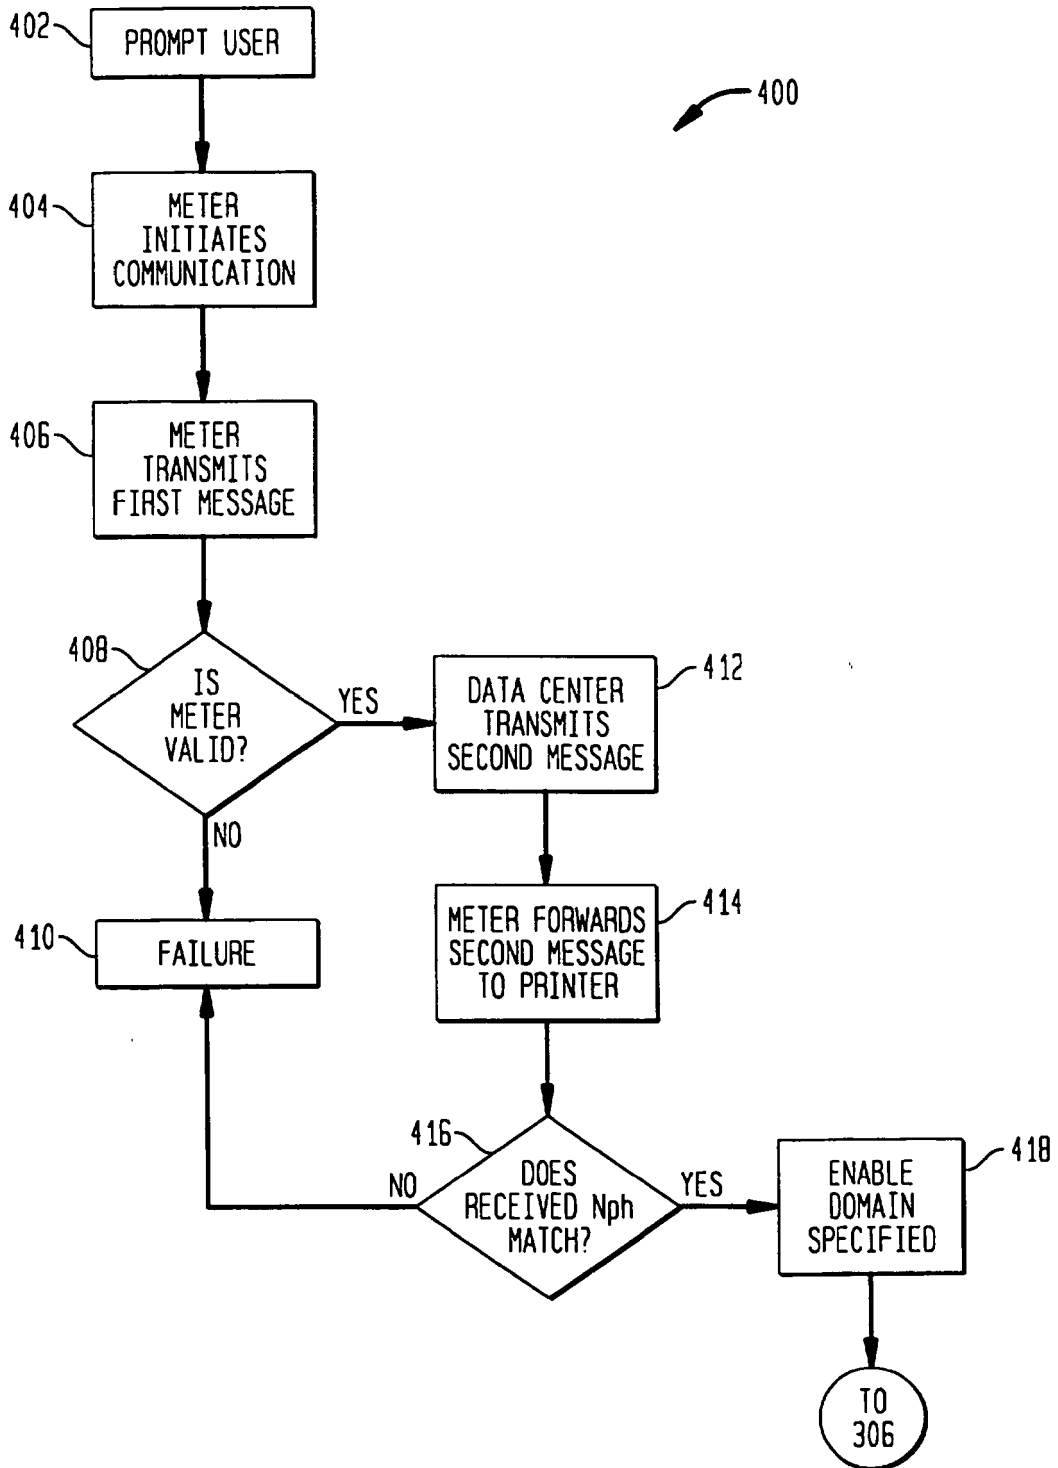 402
PROMPT USER
400
404
METER
INITIATES
COMMUNICATION
406
METER
TRANSMITS
FIRST MESSAGE
408
IS
METER
VALID?
YES
NO
412
DATA CENTER
TRANSMITS
SECOND MESSAGE
410
FAILURE
414
METER FORWARDS
SECOND MESSAGE
TO PRINTER
416
DOES
RECEIVED Nph
MATCH?
NO
YES
418
ENABLE
DOMAIN
SPECIFIED
TO
306